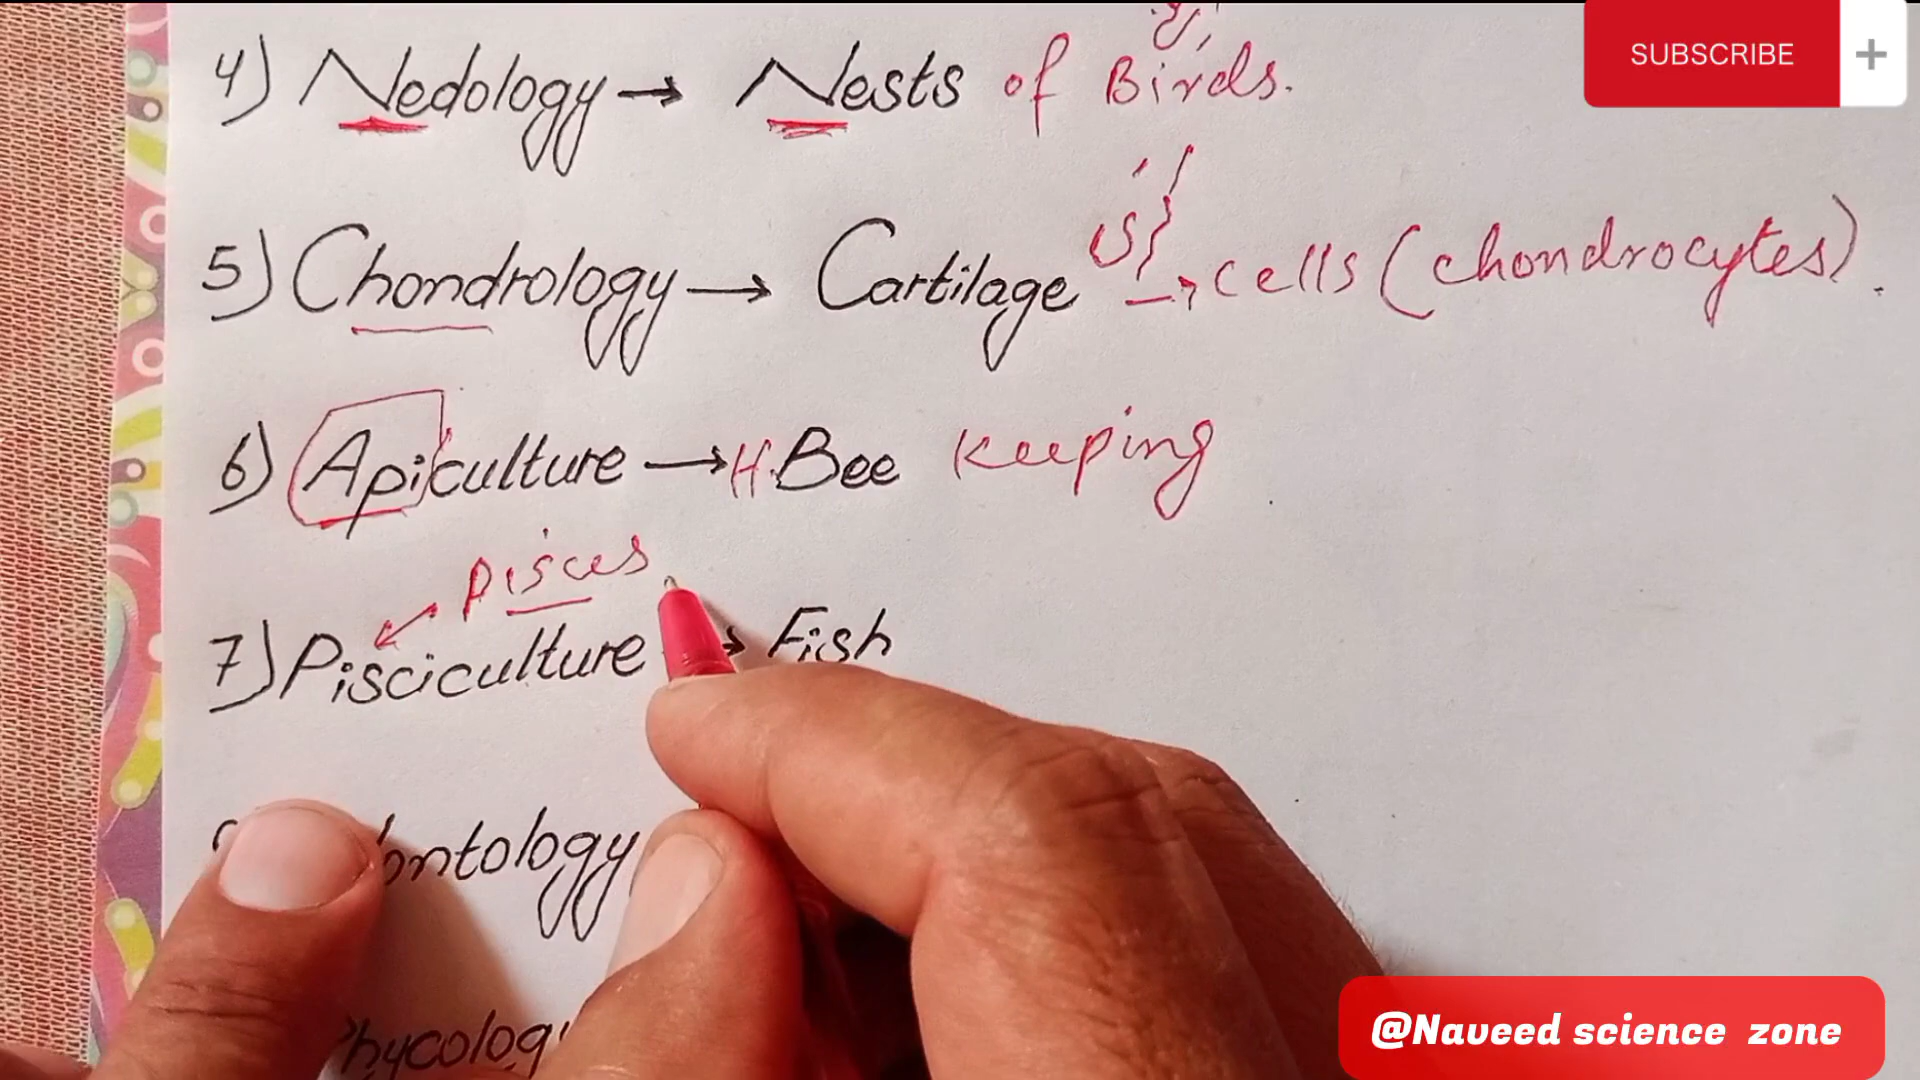 SUBSCRIBE +
4) Nedology → Nests of Birds.
5) Chondrology → Cartilage → cells (chondrocytes).
6) Apiculture → H.Bee Keeping
Pisces
7) Pisciculture → Fish
ontology
Phycology
@Naveed science zone